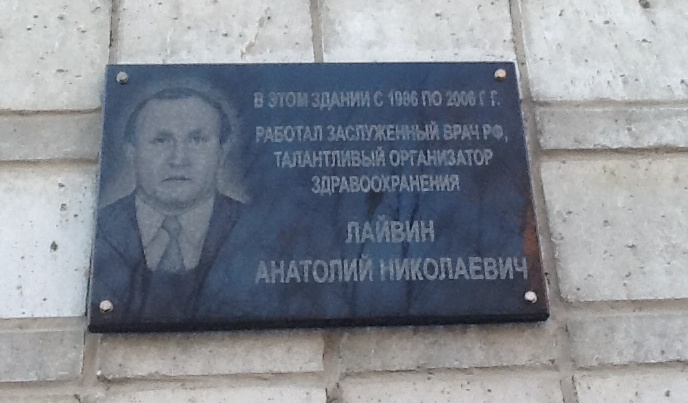 В ЭТОМ ЗДАНИИ С 1986 ПО 2006 Г Г.
РАБОТАЛ ЗАСЛУЖЕННЫЙ ВРАЧ РФ,
ТАЛАНТЛИВЫЙ ОРГАНИЗАТОР
ЗДРАВООХРАНЕНИЯ
ЛАЙВИН
АНАТОЛИЙ НИКОЛАЕВИЧ